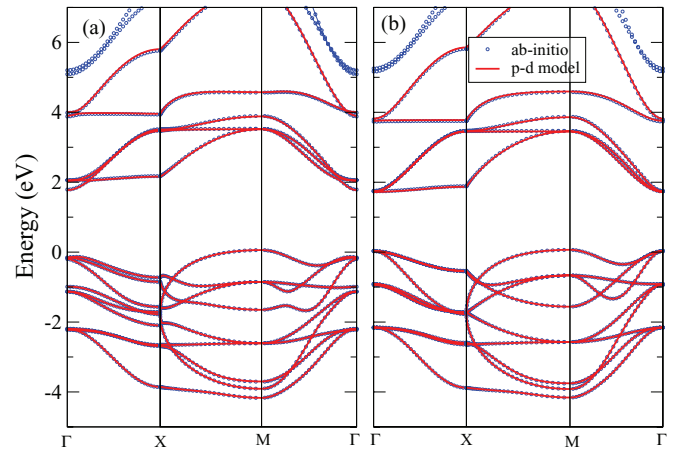 (a)
(b)
ab-initio
p-d model
Energy (eV)
6
4
2
0
-2
-4
Γ X M Γ Γ X M Γ